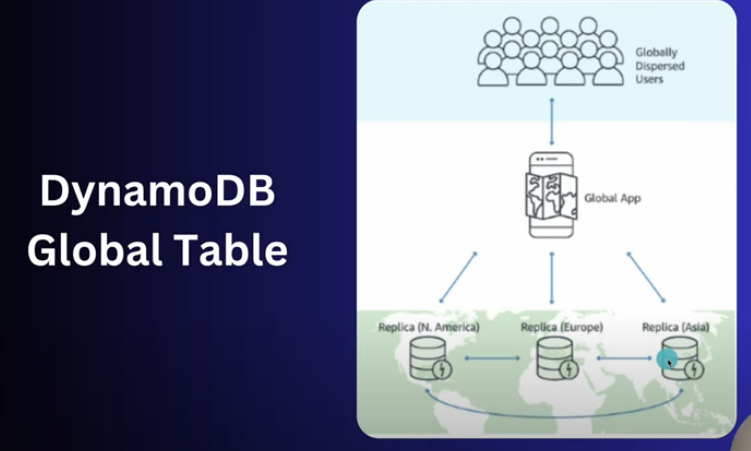 DynamoDB
Global Table
Globally
Dispersed
Users
Global App
Replica (N. America)
Replica (Europe)
Replica (Asia)